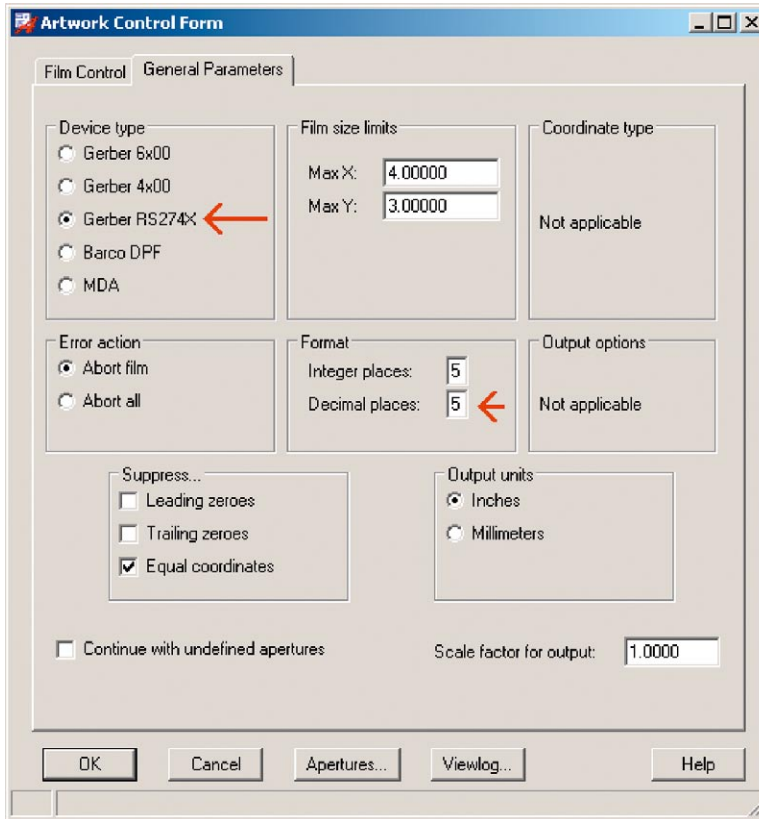 Artwork Control Form
Film Control
General Parameters
Device type
Gerber 6x00
Gerber 4x00
Gerber RS274X
Barco DPF
MDA
Film size limits
Max X: 4.00000
Max Y: 3.00000
Coordinate type
Not applicable
Error action
Abort film
Abort all
Format
Integer places: 5
Decimal places: 5
Output options
Not applicable
Suppress...
Leading zeroes
Trailing zeroes
Equal coordinates
Output units
Inches
Millimeters
Continue with undefined apertures
Scale factor for output: 1.0000
OK
Cancel
Apertures...
Viewlog...
Help